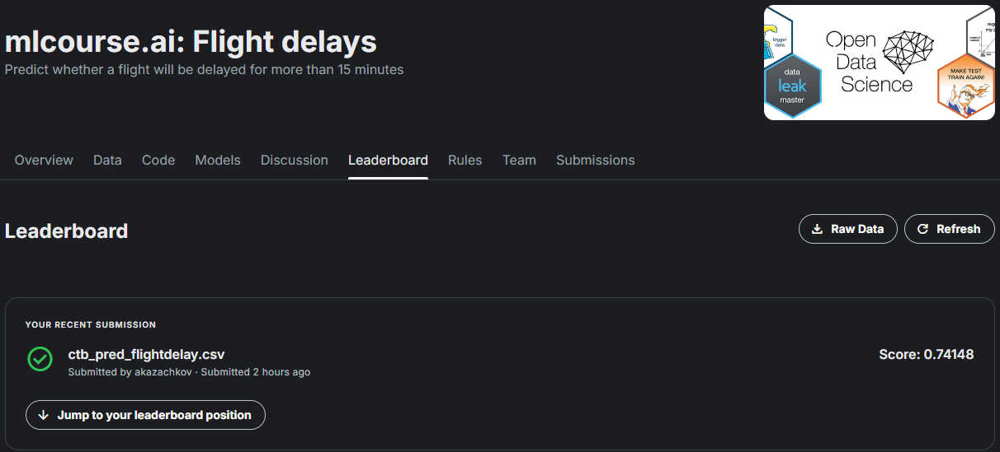 mlcourse.ai: Flight delays
Predict whether a flight will be delayed for more than 15 minutes
bigger
data
data
leak
master
Open
Data
Science
MAKE TEST
TRAIN AGAIN!
Overview Data Code Models Discussion Leaderboard Rules Team Submissions
Leaderboard
Raw Data
Refresh
YOUR RECENT SUBMISSION
ctb_pred_flightdelay.csv
Score: 0.74148
Submitted by akazachkov · Submitted 2 hours ago
Jump to your leaderboard position